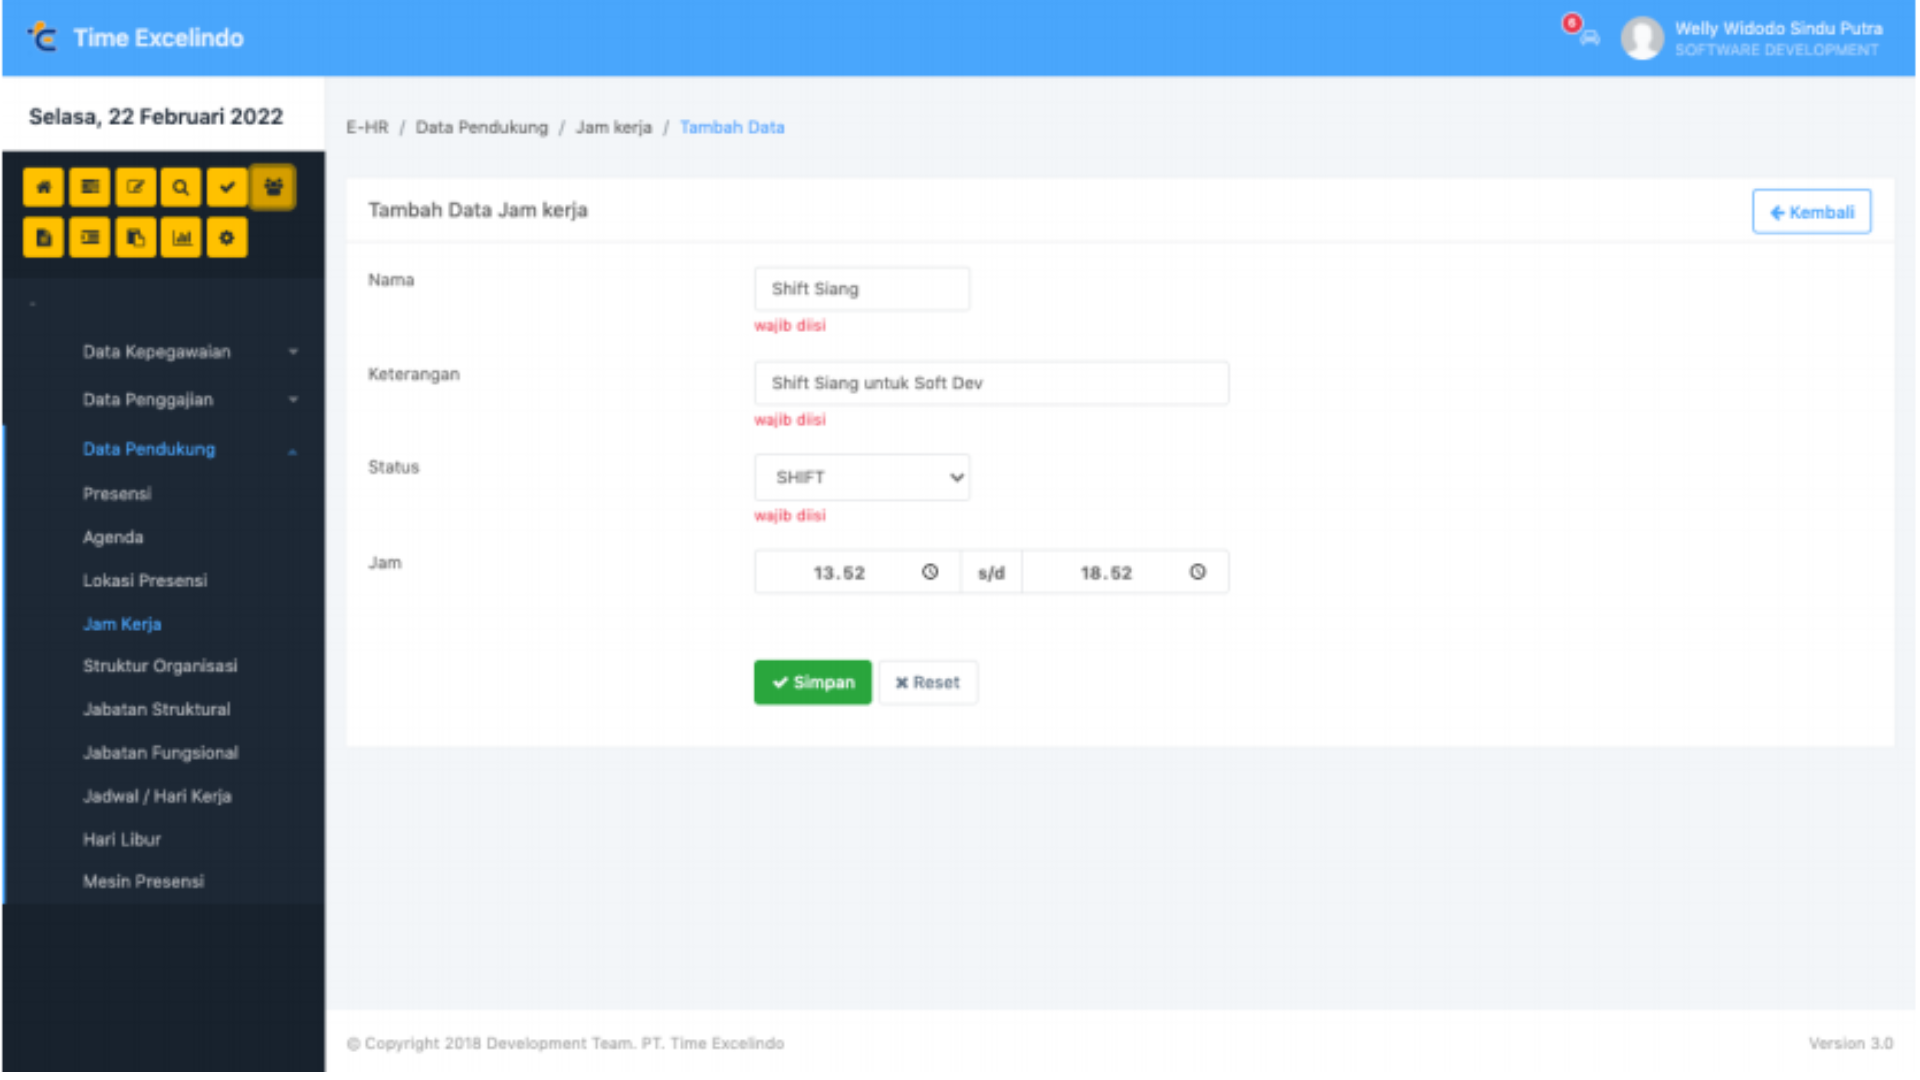 Time Excelindo
6
Welly Widodo Sindu Putra
SOFTWARE DEVELOPMENT
Selasa, 22 Februari 2022
E-HR / Data Pendukung / Jam kerja / Tambah Data
Tambah Data Jam kerja
Kembali
-
Data Kepegawaian
Data Penggajian
Data Pendukung
Presensi
Agenda
Lokasi Presensi
Jam Kerja
Struktur Organisasi
Jabatan Struktural
Jabatan Fungsional
Jadwal / Hari Kerja
Hari Libur
Mesin Presensi
Nama
Shift Siang
wajib diisi
Keterangan
Shift Siang untuk Soft Dev
wajib diisi
Status
SHIFT
wajib diisi
Jam
13.52 s/d 18.52
Simpan
Reset
© Copyright 2018 Development Team. PT. Time Excelindo
Version 3.0